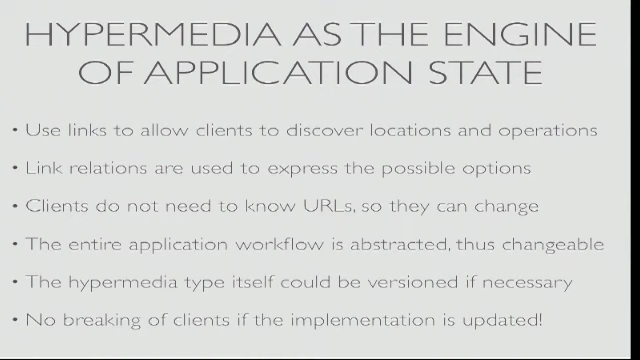 HYPERMEDIA AS THE ENGINE
OF APPLICATION STATE
• Use links to allow clients to discover locations and operations
• Link relations are used to express the possible options
• Clients do not need to know URLs, so they can change
• The entire application workflow is abstracted, thus changeable
• The hypermedia type itself could be versioned if necessary
• No breaking of clients if the implementation is updated!